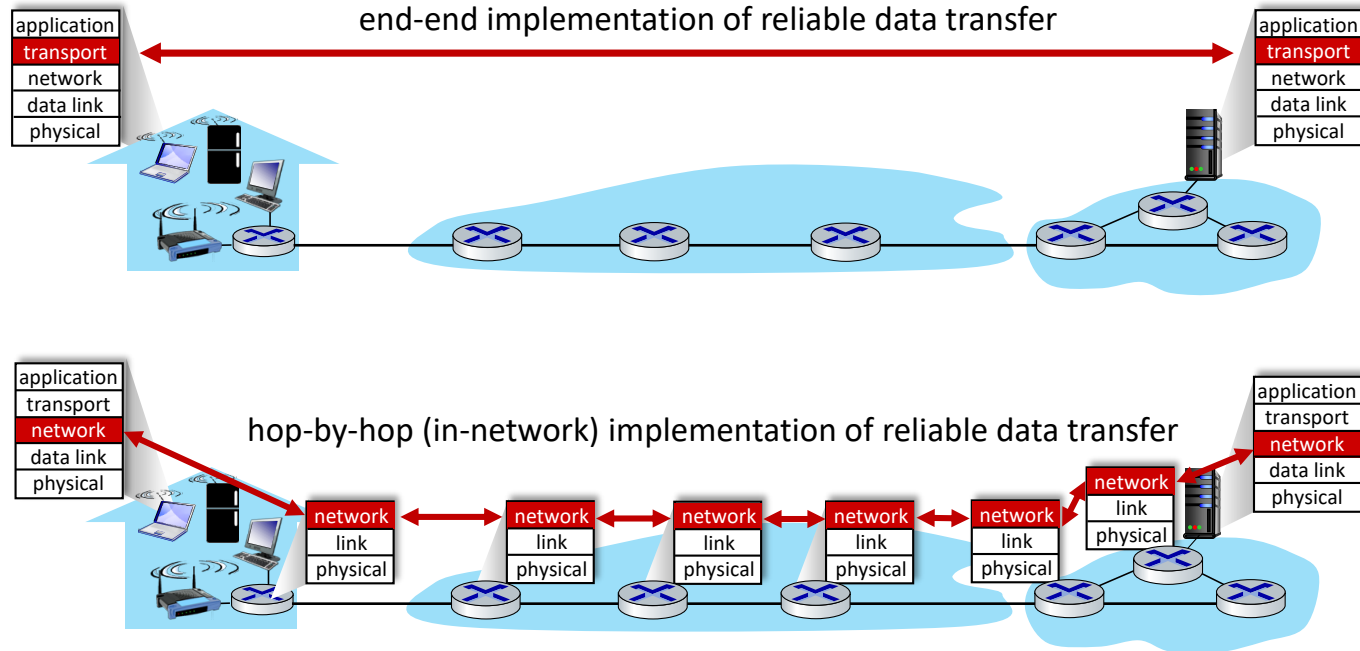 end-end implementation of reliable data transfer
application
transport
network
data link
physical
application
transport
network
data link
physical
hop-by-hop (in-network) implementation of reliable data transfer
application
transport
network
data link
physical
network
link
physical
network
link
physical
network
link
physical
network
link
physical
network
link
physical
network
link
physical
application
transport
network
data link
physical